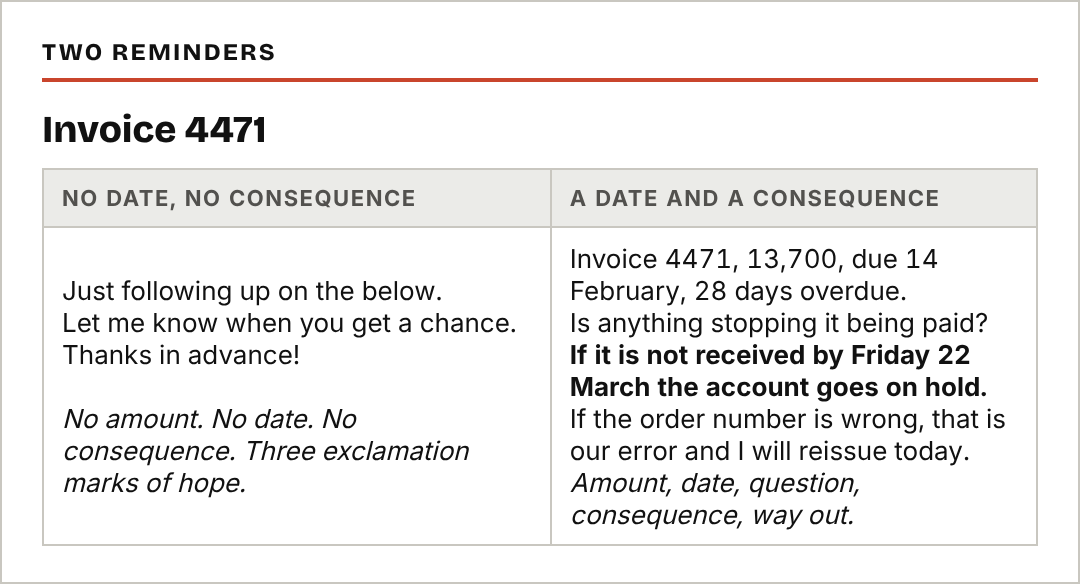 TWO REMINDERS
Invoice 4471
NO DATE, NO CONSEQUENCE
A DATE AND A CONSEQUENCE
Just following up on the below.
Let me know when you get a chance.
Thanks in advance!
No amount. No date. No
consequence. Three exclamation
marks of hope.
Invoice 4471, 13,700, due 14
February, 28 days overdue.
Is anything stopping it being paid?
If it is not received by Friday 22
March the account goes on hold.
If the order number is wrong, that is
our error and I will reissue today.
Amount, date, question,
consequence, way out.